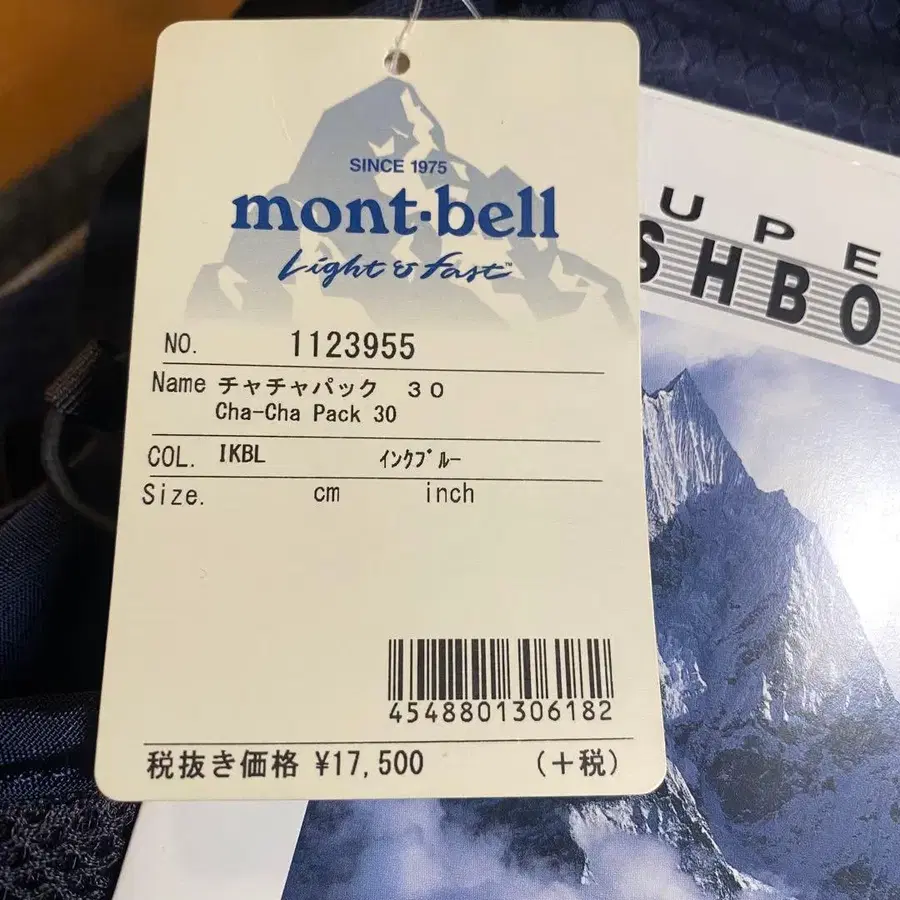 SINCE 1975
mont-bell
Light & Fast™
NO. 1123955
Name チャチャパック 30
Cha-Cha Pack 30
COL. IKBL ｲﾝｸﾌﾞﾙｰ
Size. cm inch
4548801306182
税抜き価格 ¥17,500 (+税)
UPE
SHBO